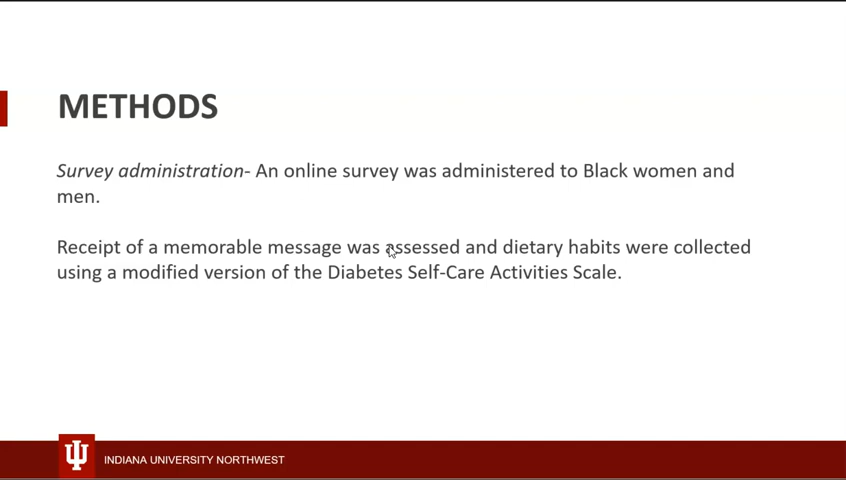 METHODS
Survey administration- An online survey was administered to Black women and
men.
Receipt of a memorable message was assessed and dietary habits were collected
using a modified version of the Diabetes Self-Care Activities Scale.
INDIANA UNIVERSITY NORTHWEST